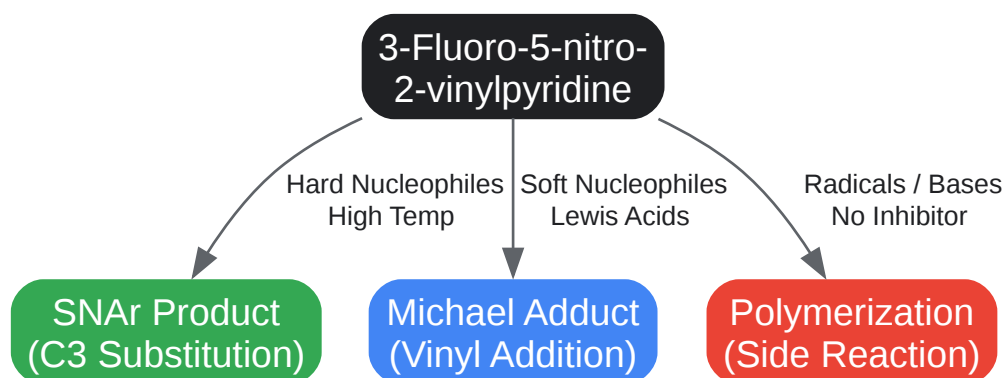 3-Fluoro-5-nitro-
2-vinylpyridine
Hard Nucleophiles
High Temp
Soft Nucleophiles
Lewis Acids
Radicals / Bases
No Inhibitor
SNAr Product
(C3 Substitution)
Michael Adduct
(Vinyl Addition)
Polymerization
(Side Reaction)